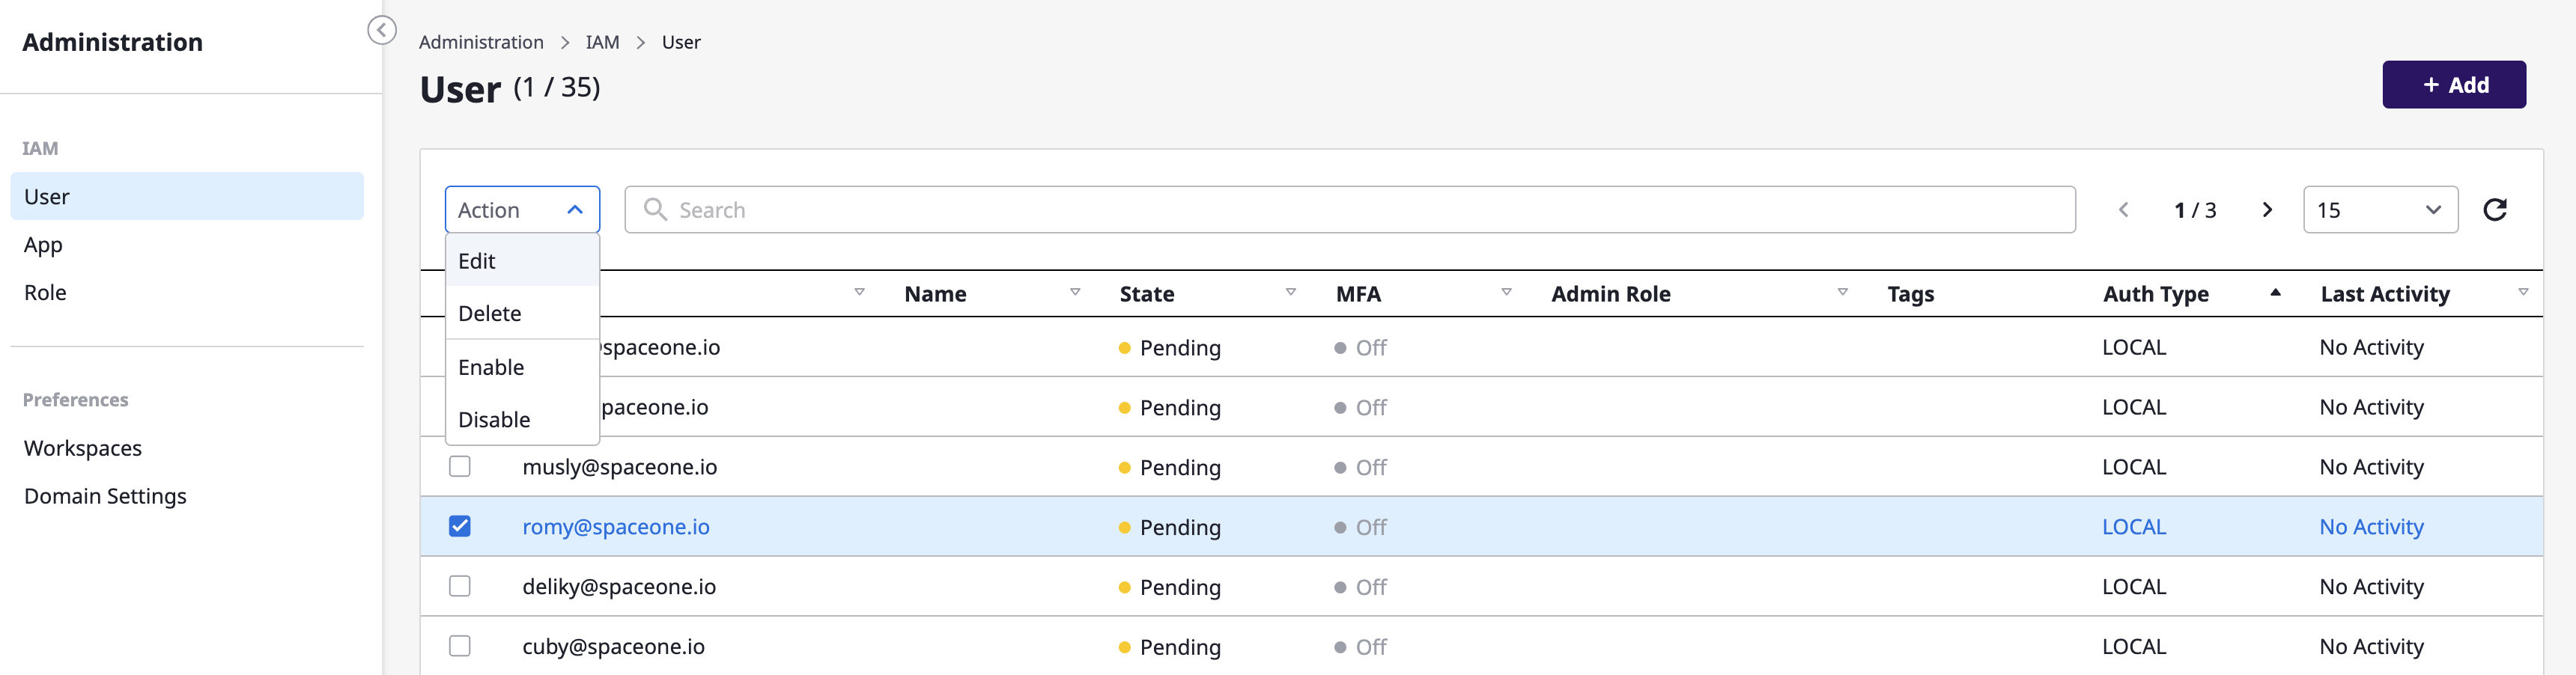 Administration
IAM
User
App
Role
Preferences
Workspaces
Domain Settings
Administration > IAM > User
User (1 / 35)
+ Add
Action
Search
1 / 3
15
Edit
Delete
Enable
Disable
Name State MFA Admin Role Tags Auth Type Last Activity
spaceone.io Pending Off LOCAL No Activity
paceone.io Pending Off LOCAL No Activity
musly@spaceone.io Pending Off LOCAL No Activity
romy@spaceone.io Pending Off LOCAL No Activity
deliky@spaceone.io Pending Off LOCAL No Activity
cuby@spaceone.io Pending Off LOCAL No Activity